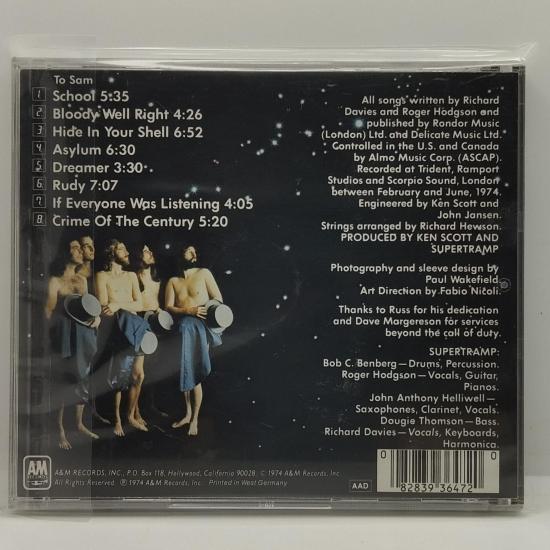 To Sam
1 School 5:35
2 Bloody Well Right 4:26
3 Hide In Your Shell 6:52
4 Asylum 6:30
5 Dreamer 3:30
6 Rudy 7:07
7 If Everyone Was Listening 4:05
8 Crime Of The Century 5:20
All songs written by Richard
Davies and Roger Hodgson and
published by Rondor Music
(London) Ltd. and Delicate Music Ltd.
Controlled in the U.S. and Canada
by Almo Music Corp. (ASCAP).
Recorded at Trident, Ramport
Studios and Scorpio Sound, London
between February and June, 1974.
Engineered by Ken Scott and
John Jansen.
Strings arranged by Richard Hewson.
PRODUCED BY KEN SCOTT AND
SUPERTRAMP
Photography and sleeve design by
Paul Wakefield.
Art Direction by Fabio Nicoli.
Thanks to Russ for his dedication
and Dave Margereson for services
beyond the call of duty.
SUPERTRAMP:
Bob C. Benberg—Drums, Percussion.
Roger Hodgson—Vocals, Guitar,
Pianos.
John Anthony Helliwell—
Saxophones, Clarinet, Vocals.
Dougie Thomson—Bass.
Richard Davies—Vocals, Keyboards,
Harmonica.
A&M
A&M RECORDS, INC., P.O. Box 118, Hollywood, California 90028. © 1974 A&M Records, Inc.
All Rights Reserved. ℗ 1974 A&M Records, Inc. Printed in West Germany
AAD
0 0
82839 36472